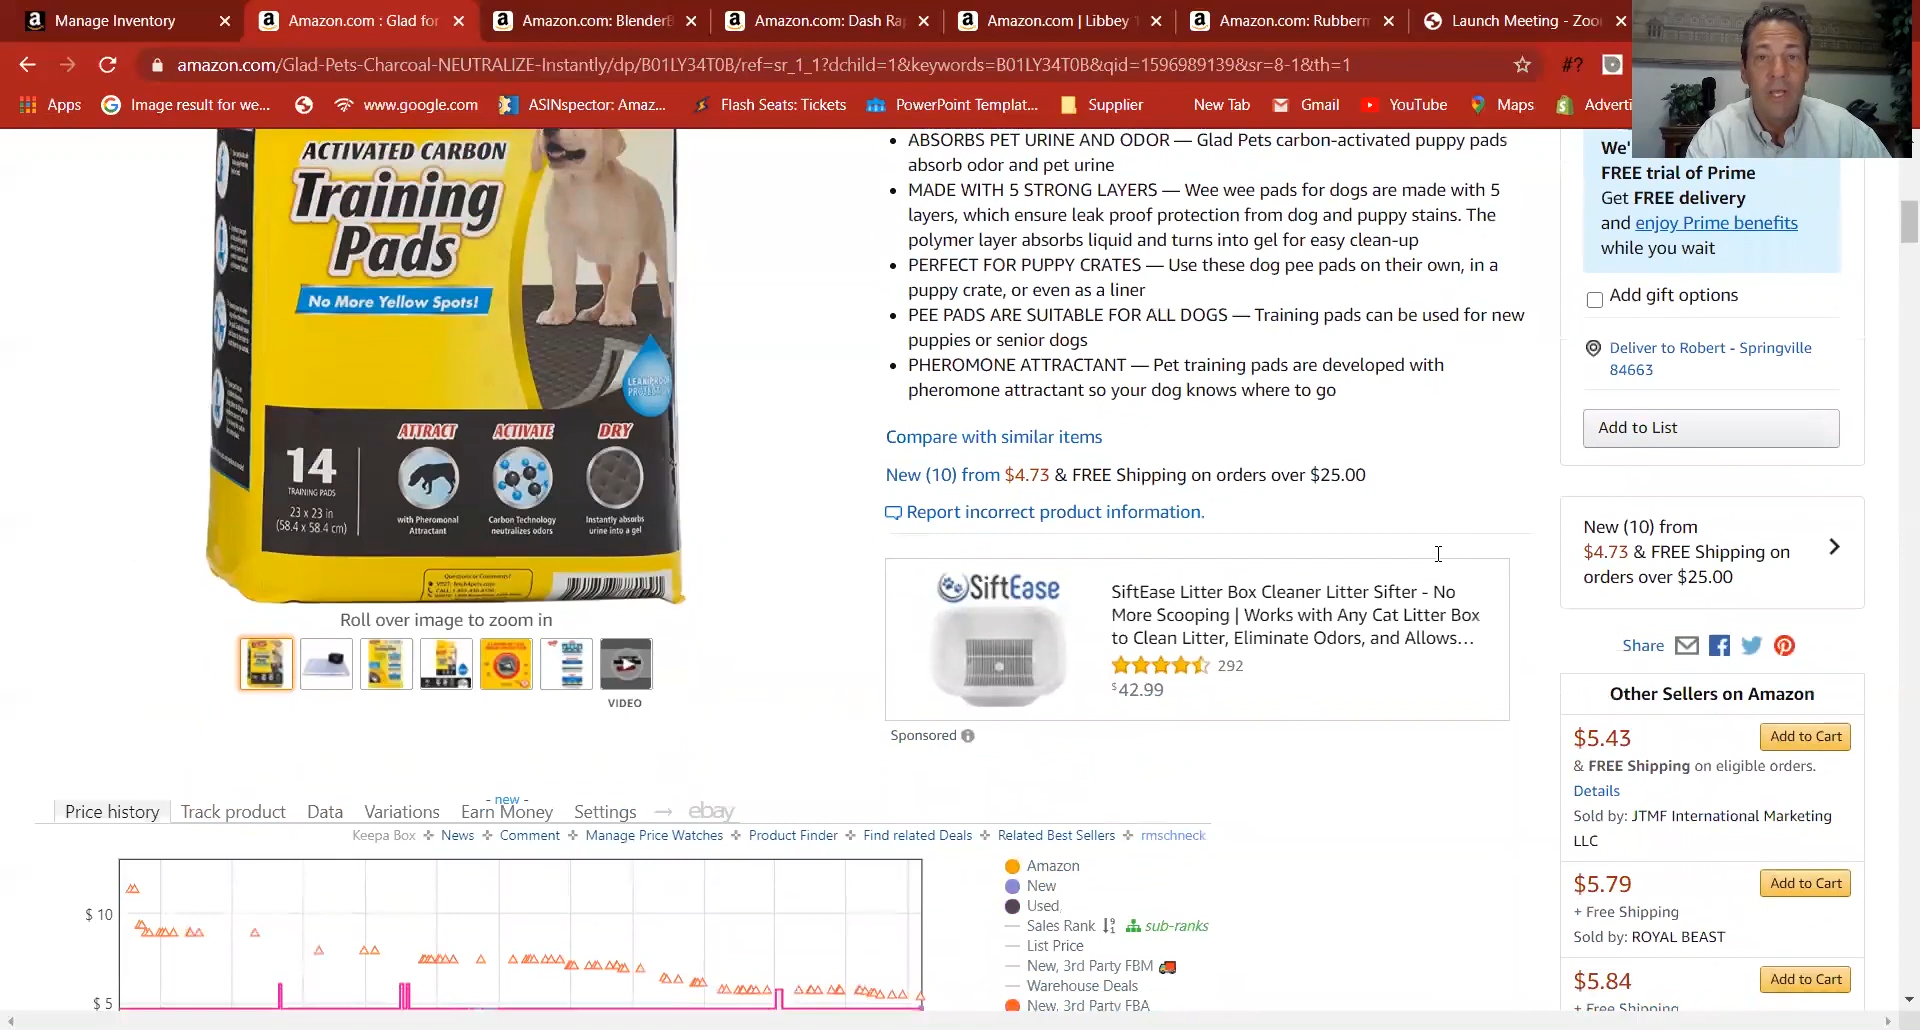 Manage Inventory
Amazon.com : Glad for
Amazon.com: BlenderB
Amazon.com: Dash Rap
Amazon.com | Libbey
Amazon.com: Rubberm
Launch Meeting - Zoo
amazon.com/Glad-Pets-Charcoal-NEUTRALIZE-Instantly/dp/B01LY34T0B/ref=sr_1_1?dchild=1&keywords=B01LY34T0B&qid=1596989139&sr=8-1&th=1
#?
Apps
Image result for we...
www.google.com
ASINspector: Amaz...
Flash Seats: Tickets
PowerPoint Templat...
Supplier
New Tab
Gmail
YouTube
Maps
Adverti
ACTIVATED CARBON
Training
Pads
No More Yellow Spots!
LEAKPROOF
PROTECTION
ATTRACT
ACTIVATE
DRY
14
TRAINING PADS
23 x 23 in
(58.4 x 58.4 cm)
with Pheromonal
Attractant
Carbon Technology
neutralizes odors
Instantly absorbs
urine into a gel
Questions or Comments?
Roll over image to zoom in
VIDEO
ABSORBS PET URINE AND ODOR — Glad Pets carbon-activated puppy pads
absorb odor and pet urine
MADE WITH 5 STRONG LAYERS — Wee wee pads for dogs are made with 5
layers, which ensure leak proof protection from dog and puppy stains. The
polymer layer absorbs liquid and turns into gel for easy clean-up
PERFECT FOR PUPPY CRATES — Use these dog pee pads on their own, in a
puppy crate, or even as a liner
PEE PADS ARE SUITABLE FOR ALL DOGS — Training pads can be used for new
puppies or senior dogs
PHEROMONE ATTRACTANT — Pet training pads are developed with
pheromone attractant so your dog knows where to go
Compare with similar items
New (10) from $4.73 & FREE Shipping on orders over $25.00
Report incorrect product information.
SiftEase
SiftEase Litter Box Cleaner Litter Sifter - No
More Scooping | Works with Any Cat Litter Box
to Clean Litter, Eliminate Odors, and Allows...
292
$42.99
Sponsored
We'
FREE trial of Prime
Get FREE delivery
and enjoy Prime benefits
while you wait
Add gift options
Deliver to Robert - Springville
84663
Add to List
New (10) from
$4.73 & FREE Shipping on
orders over $25.00
Share
Other Sellers on Amazon
$5.43
Add to Cart
& FREE Shipping on eligible orders.
Details
Sold by: JTMF International Marketing
LLC
$5.79
Add to Cart
+ Free Shipping
Sold by: ROYAL BEAST
$5.84
Add to Cart
+ Free Shipping
Price history
Track product
Data
Variations
- new -
Earn Money
Settings
ebay
Keepa Box
News
Comment
Manage Price Watches
Product Finder
Find related Deals
Related Best Sellers
rmschneck
$ 10
$ 5
Amazon
New
Used
Sales Rank
sub-ranks
List Price
New, 3rd Party FBM
Warehouse Deals
New, 3rd Party FBA